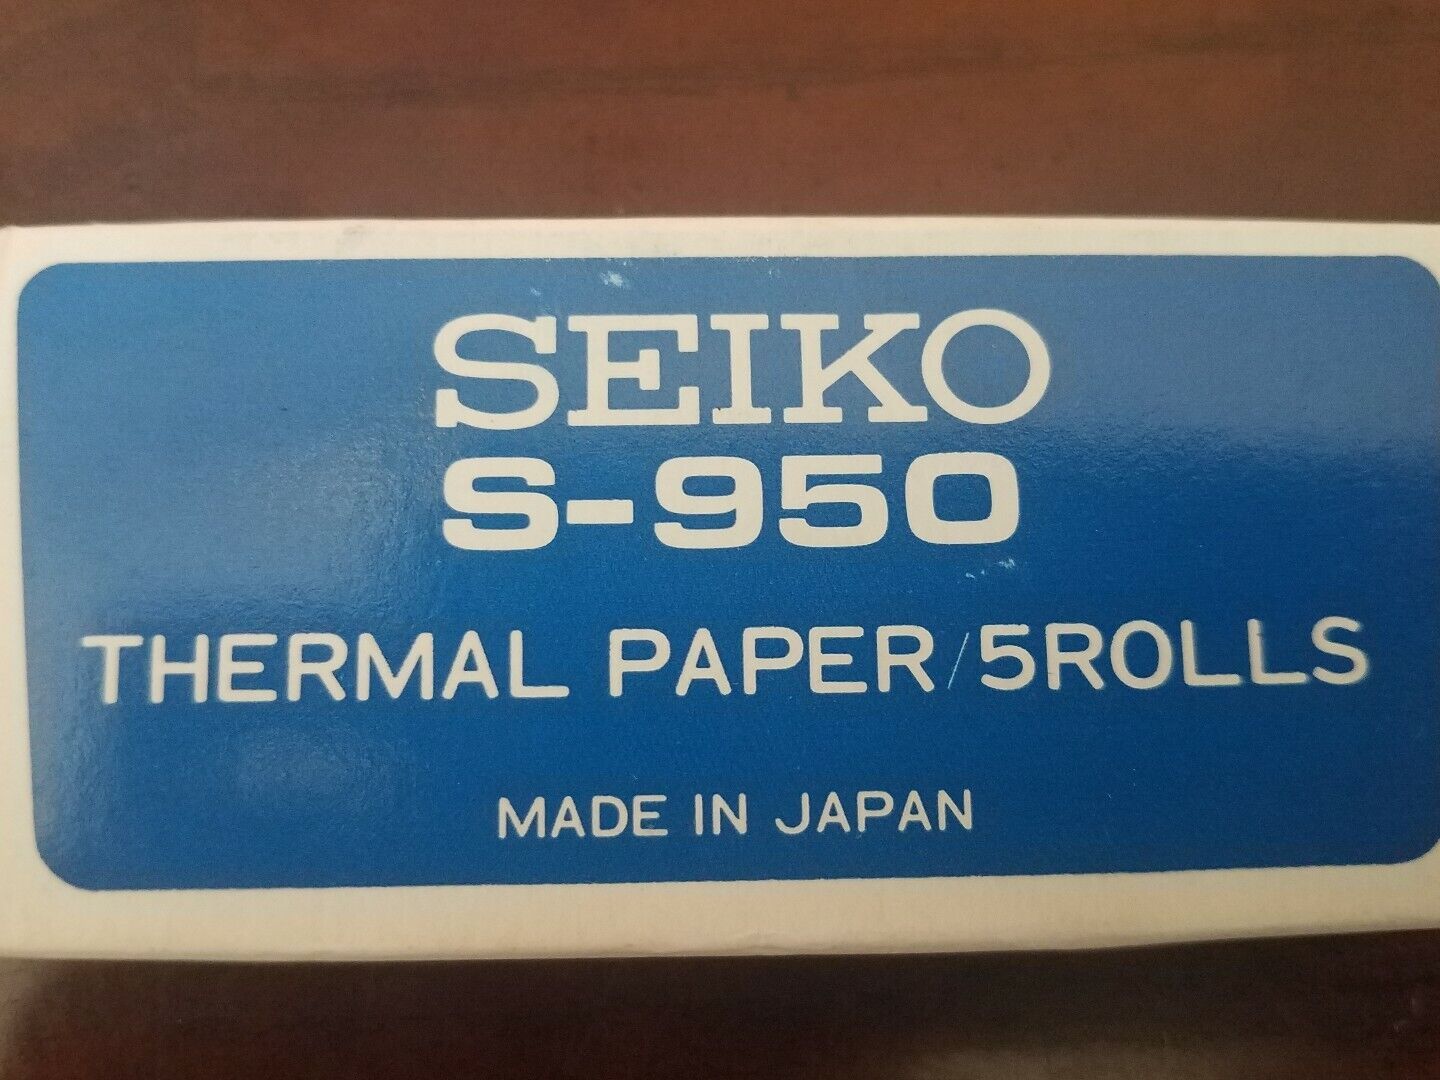 SEIKO
S-950
THERMAL PAPER/5ROLLS
MADE IN JAPAN